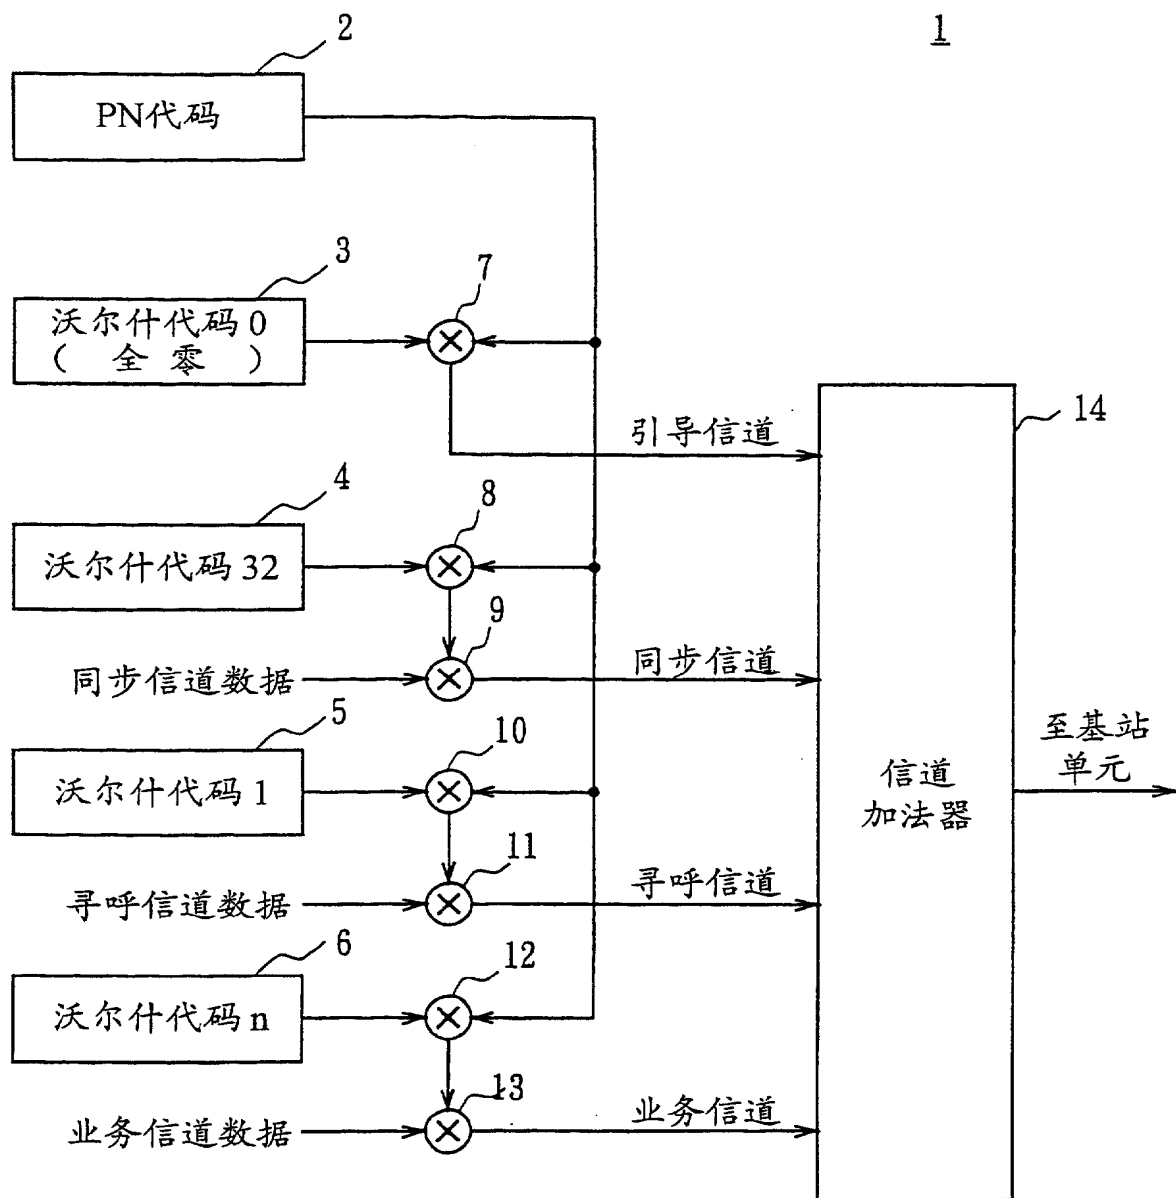 2
1
PN代码
3
7
沃尔什代码 0
( 全 零 )
14
引导信道
4
8
沃尔什代码 32
9
同步信道数据
同步信道
5
10
至基站
单元
沃尔什代码 1
信道
加法器
11
寻呼信道数据
寻呼信道
6
12
沃尔什代码 n
13
业务信道数据
业务信道